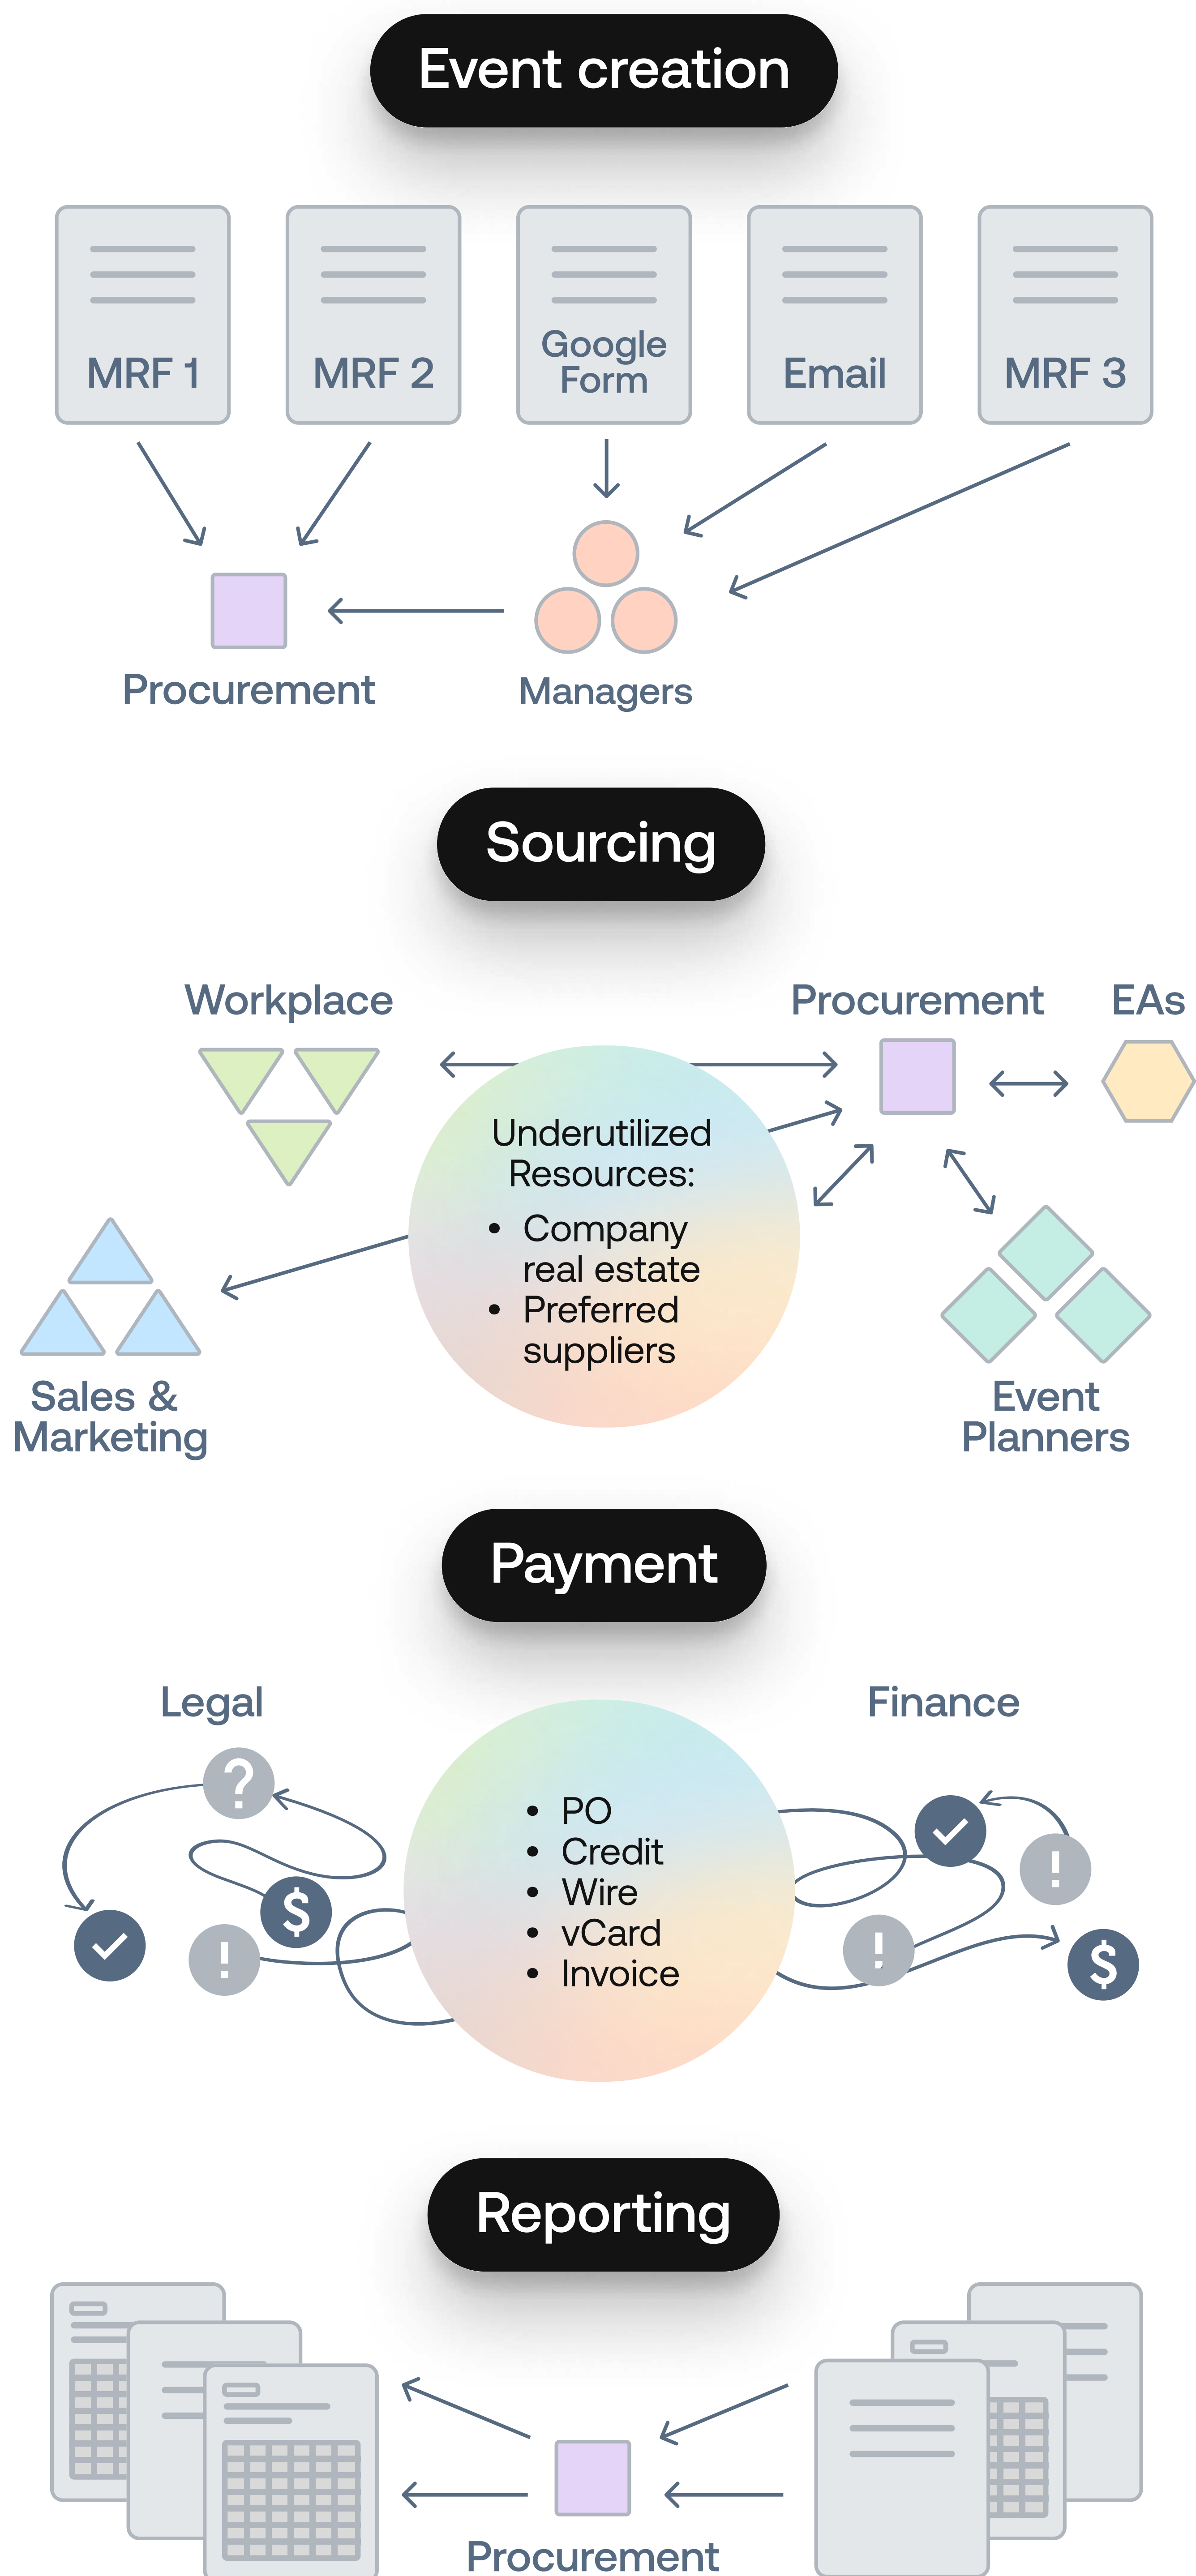 Event creation
MRF 1
MRF 2
Google
Form
Email
MRF 3
Procurement
Managers
Sourcing
Workplace
Procurement
EAs
Underutilized
Resources:
• Company
real estate
• Preferred
suppliers
Sales &
Marketing
Event
Planners
Payment
Legal
Finance
?
!
$
• PO
• Credit
• Wire
• vCard
• Invoice
!
!
$
Reporting
Procurement